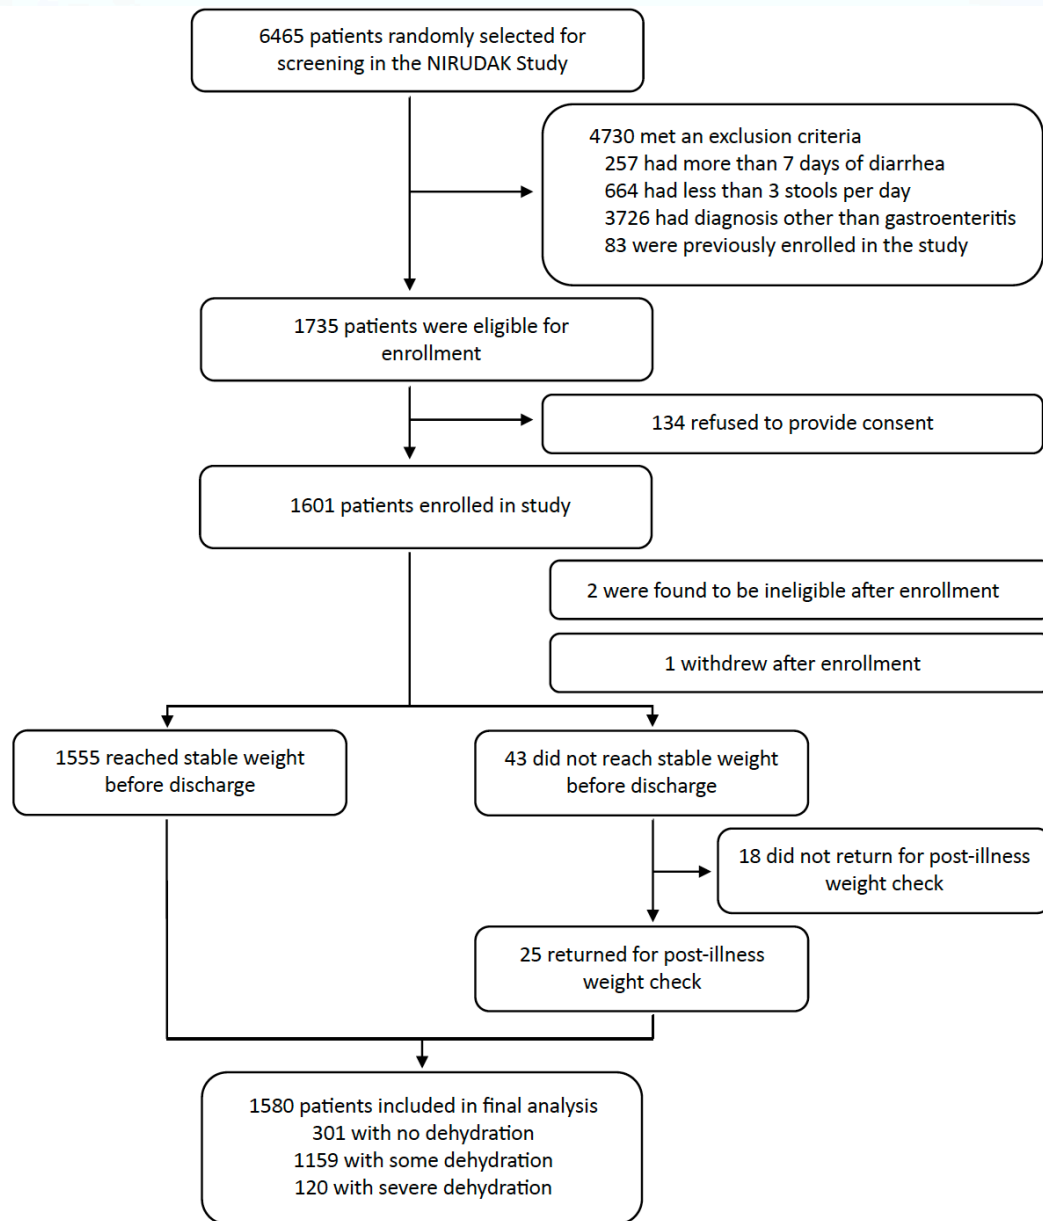 6465 patients randomly selected for
screening in the NIRUDAK Study
4730 met an exclusion criteria
257 had more than 7 days of diarrhea
664 had less than 3 stools per day
3726 had diagnosis other than gastroenteritis
83 were previously enrolled in the study
1735 patients were eligible for
enrollment
134 refused to provide consent
1601 patients enrolled in study
2 were found to be ineligible after enrollment
1 withdrew after enrollment
1555 reached stable weight
before discharge
43 did not reach stable weight
before discharge
18 did not return for post-illness
weight check
25 returned for post-illness
weight check
1580 patients included in final analysis
301 with no dehydration
1159 with some dehydration
120 with severe dehydration